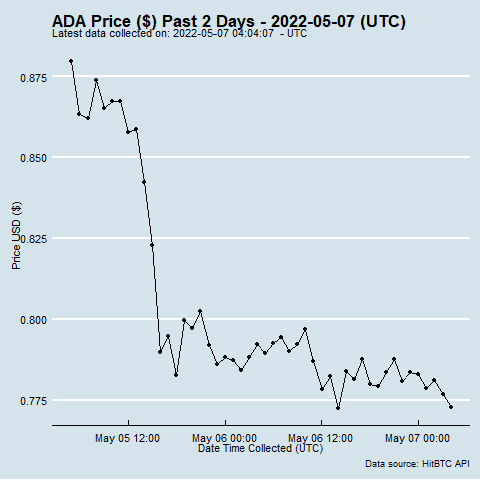 ADA Price ($) Past 2 Days - 2022-05-07 (UTC)
Latest data collected on: 2022-05-07 04:04:07 - UTC
0.875
0.850
0.825
0.800
0.775
Price USD ($)
May 05 12:00
May 06 00:00
May 06 12:00
May 07 00:00
Date Time Collected (UTC)
Data source: HitBTC API